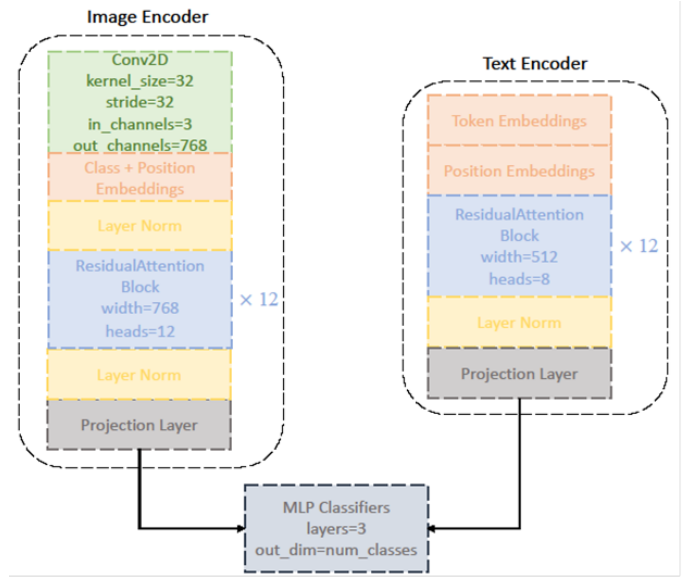 Image Encoder
Conv2D
kernel_size=32
stride=32
in_channels=3
out_channels=768
Class + Position
Embeddings
Layer Norm
ResidualAttention
Block
width=768
heads=12
× 12
Layer Norm
Projection Layer
Text Encoder
Token Embeddings
Position Embeddings
ResidualAttention
Block
width=512
heads=8
× 12
Layer Norm
Projection Layer
MLP Classifiers
layers=3
out_dim=num_classes